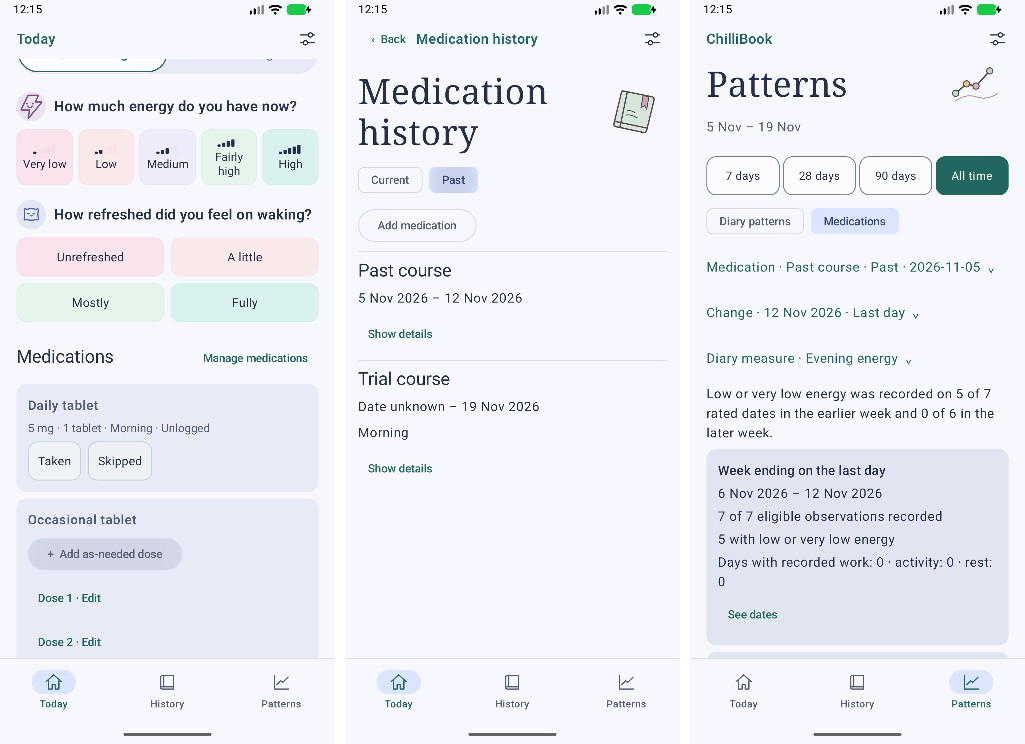 12:15
Today
How much energy do you have now?
Very low
Low
Medium
Fairly
high
High
How refreshed did you feel on waking?
Unrefreshed
A little
Mostly
Fully
Medications
Manage medications
Daily tablet
5 mg · 1 tablet · Morning · Unlogged
Taken
Skipped
Occasional tablet
+ Add as-needed dose
Dose 1 · Edit
Dose 2 · Edit
Today
History
Patterns
12:15
‹ Back
Medication history
Medication
history
Current
Past
Add medication
Past course
5 Nov 2026 – 12 Nov 2026
Show details
Trial course
Date unknown – 19 Nov 2026
Morning
Show details
Today
History
Patterns
12:15
ChilliBook
Patterns
5 Nov – 19 Nov
7 days
28 days
90 days
All time
Diary patterns
Medications
Medication · Past course · Past · 2026-11-05
Change · 12 Nov 2026 · Last day
Diary measure · Evening energy
Low or very low energy was recorded on 5 of 7
rated dates in the earlier week and 0 of 6 in the
later week.
Week ending on the last day
6 Nov 2026 – 12 Nov 2026
7 of 7 eligible observations recorded
5 with low or very low energy
Days with recorded work: 0 · activity: 0 · rest:
0
See dates
Today
History
Patterns